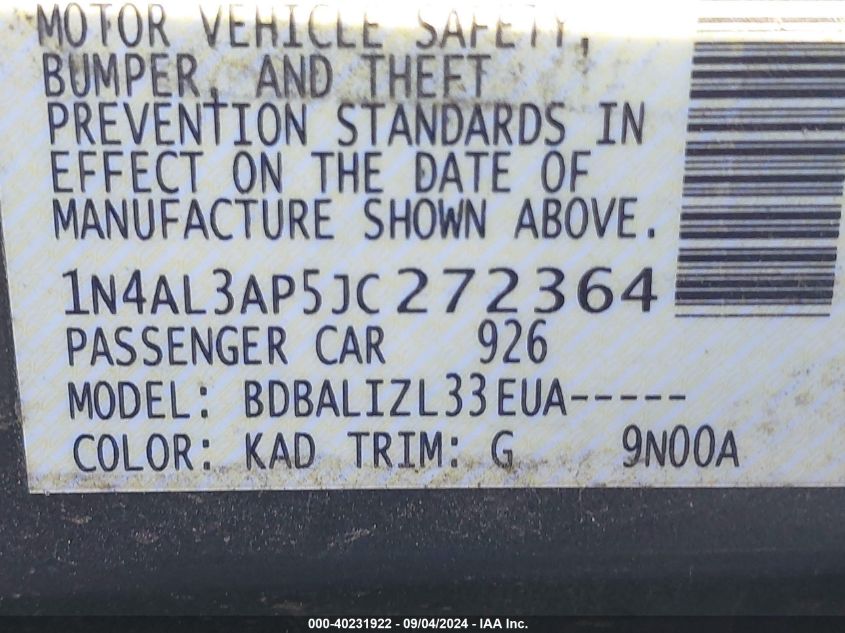 MOTOR VEHICLE SAFETY,
BUMPER, AND THEFT
PREVENTION STANDARDS IN
EFFECT ON THE DATE OF
MANUFACTURE SHOWN ABOVE.
1N4AL3AP5JC272364
PASSENGER CAR 926
MODEL: BDBALIZL33EUA-----
COLOR: KAD TRIM: G 9N00A
000-40231922 - 09/04/2024 - IAA Inc.